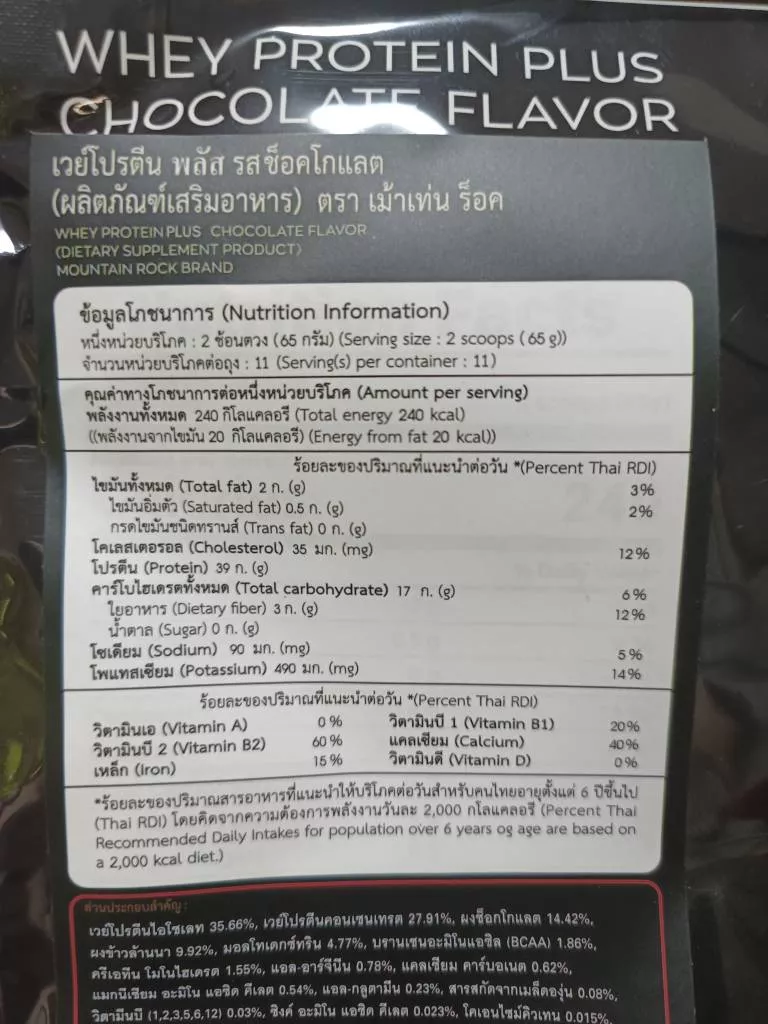 WHEY PROTEIN PLUS
CHOCOLATE FLAVOR
เวย์โปรตีน พลัส รสช็อคโกแลต
(ผลิตภัณฑ์เสริมอาหาร) ตรา เม้าเท่น ร็อค
WHEY PROTEIN PLUS CHOCOLATE FLAVOR
(DIETARY SUPPLEMENT PRODUCT)
MOUNTAIN ROCK BRAND
ข้อมูลโภชนาการ (Nutrition Information)
หนึ่งหน่วยบริโภค : 2 ช้อนตวง (65 กรัม) (Serving size : 2 scoops (65 g))
จำนวนหน่วยบริโภคต่อถุง : 11 (Serving(s) per container : 11)
คุณค่าทางโภชนาการต่อหนึ่งหน่วยบริโภค (Amount per serving)
พลังงานทั้งหมด 240 กิโลแคลอรี (Total energy 240 kcal)
((พลังงานจากไขมัน 20 กิโลแคลอรี) (Energy from fat 20 kcal))
ร้อยละของปริมาณที่แนะนำต่อวัน *(Percent Thai RDI)
ไขมันทั้งหมด (Total fat) 2 ก. (g) 3%
ไขมันอิ่มตัว (Saturated fat) 0.5 ก. (g) 2%
กรดไขมันชนิดทรานส์ (Trans fat) 0 ก. (g)
โคเลสเตอรอล (Cholesterol) 35 มก. (mg) 12%
โปรตีน (Protein) 39 ก. (g)
คาร์โบไฮเดรตทั้งหมด (Total carbohydrate) 17 ก. (g) 6%
ใยอาหาร (Dietary fiber) 3 ก. (g) 12%
น้ำตาล (Sugar) 0 ก. (g)
โซเดียม (Sodium) 90 มก. (mg) 5%
โพแทสเซียม (Potassium) 490 มก. (mg) 14%
ร้อยละของปริมาณที่แนะนำต่อวัน *(Percent Thai RDI)
วิตามินเอ (Vitamin A) 0% วิตามินบี 1 (Vitamin B1) 20%
วิตามินบี 2 (Vitamin B2) 60% แคลเซียม (Calcium) 40%
เหล็ก (Iron) 15% วิตามินดี (Vitamin D) 0%
*ร้อยละของปริมาณสารอาหารที่แนะนำให้บริโภคต่อวันสำหรับคนไทยอายุตั้งแต่ 6 ปีขึ้นไป
(Thai RDI) โดยคิดจากความต้องการพลังงานวันละ 2,000 กโลแคลอรี (Percent Thai
Recommended Daily Intakes for population over 6 years og age are based on
a 2,000 kcal diet.)
ส่วนประกอบสำคัญ :
เวย์โปรตีนไอโซเลท 35.66%, เวย์โปรตีนคอนเซนเทรต 27.91%, ผงช็อกโกแลต 14.42%,
ผงข้าวล้านนา 9.92%, มอลโทเดกซ์ทริน 4.77%, บรานเชนอะมิโนแอซิล (BCAA) 1.86%,
ครีเอทีน โมโนไฮเดรต 1.55%, แอล-อาร์จีนีน 0.78%, แคลเซียม คาร์บอเนต 0.62%,
แมกนีเซียม อะมิโน แอซิด คีเลต 0.54%, แอล-กลูตามีน 0.23%, สารสกัดจากเมล็ดองุ่น 0.08%,
วิตามีนบี (1,2,3,5,6,12) 0.03%, ซิงค์ อะมิโน แอซิด คีเลต 0.023%, โคเอนไซม์คิวเทน 0.015%,